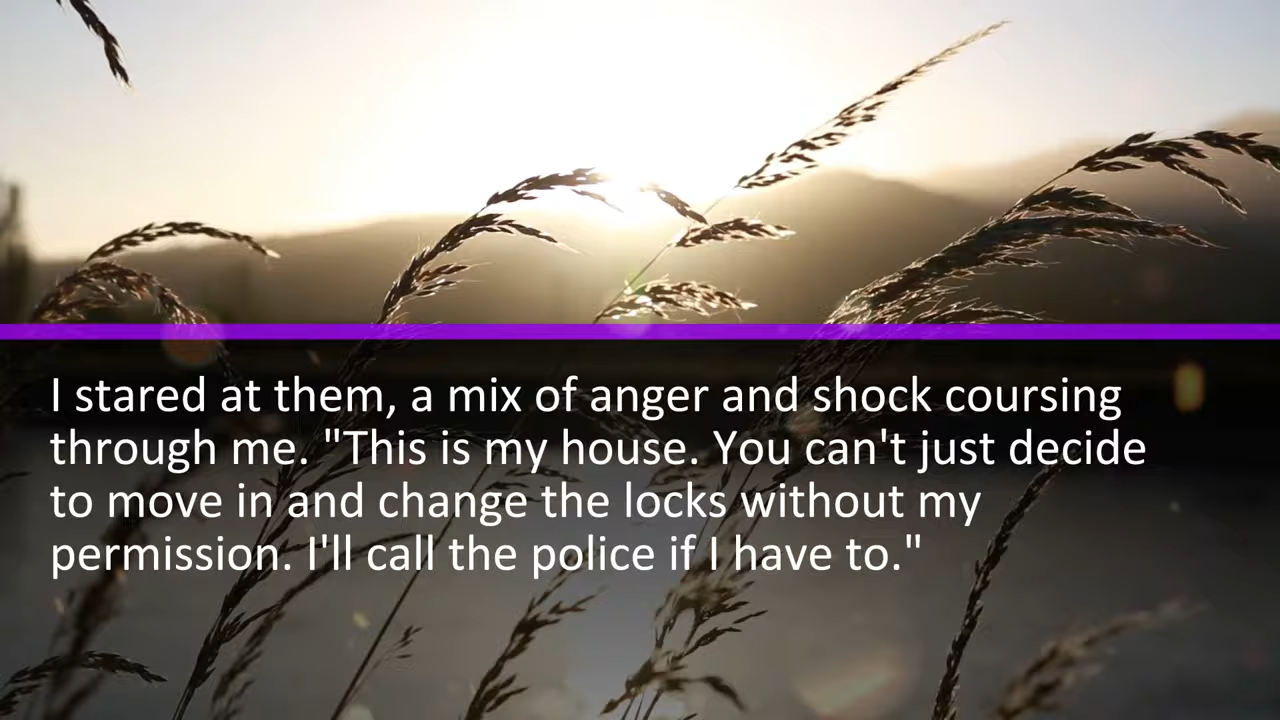 I stared at them, a mix of anger and shock coursing
through me. "This is my house. You can't just decide
to move in and change the locks without my
permission. I'll call the police if I have to."